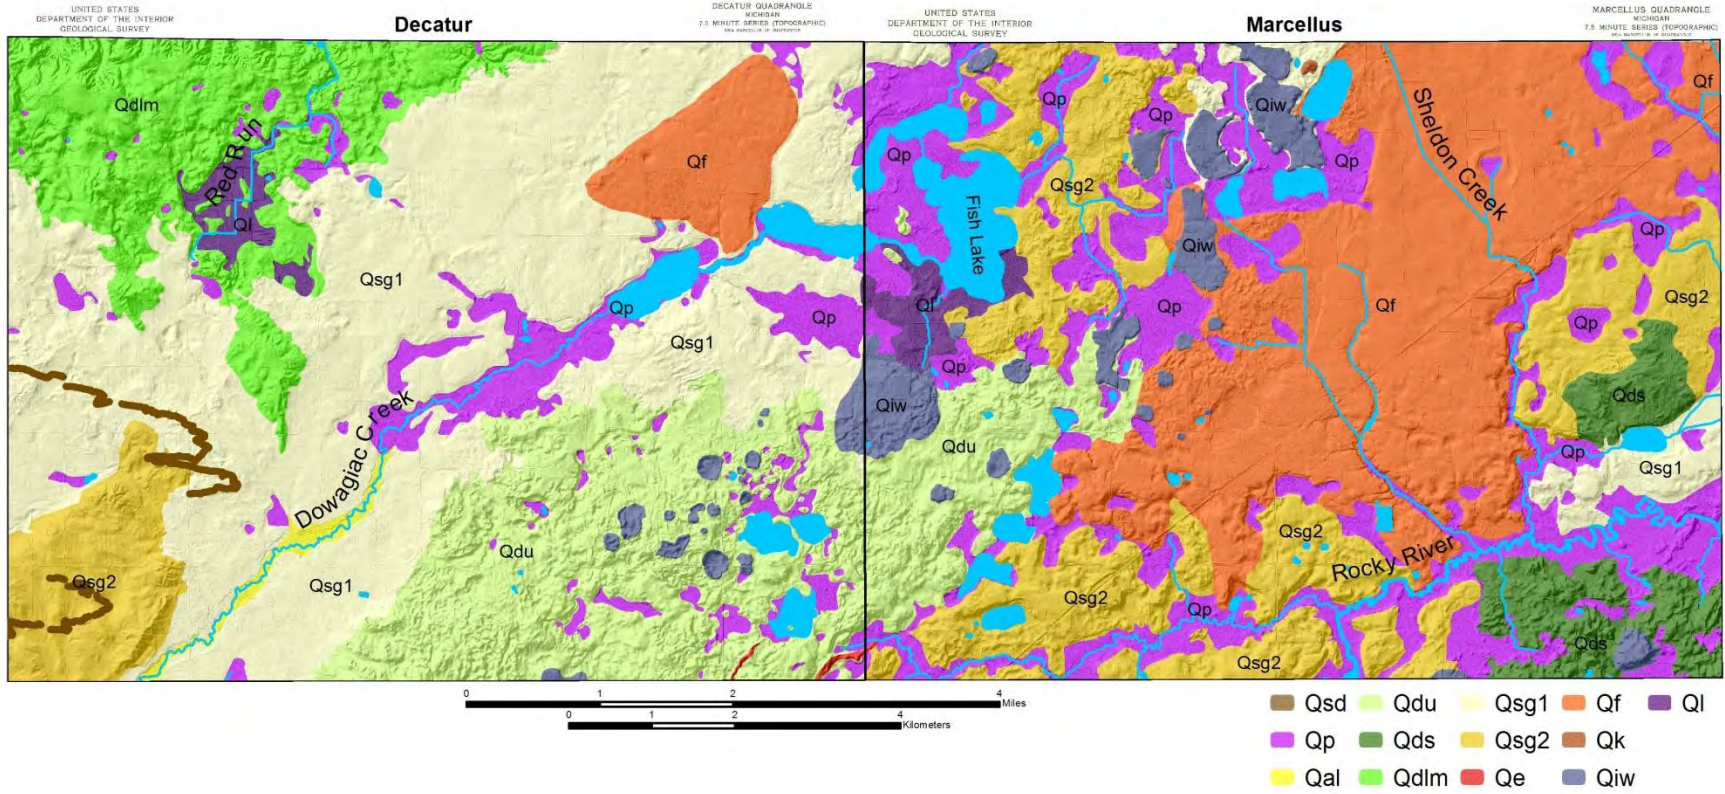 UNITED STATES
DEPARTMENT OF THE INTERIOR
GEOLOGICAL SURVEY
Decatur
DECATUR QUADRANGLE
MICHIGAN
7.5 MINUTE SERIES (TOPOGRAPHIC)
UNITED STATES
DEPARTMENT OF THE INTERIOR
GEOLOGICAL SURVEY
Marcellus
MARCELLUS QUADRANGLE
MICHIGAN
7.5 MINUTE SERIES (TOPOGRAPHIC)
Qdlm
Red Run
Ql
Qf
Qsg1
Qp
Qp
Qsg1
Dowagiac Creek
Qsg2
Qsg1
Qdu
Qp
Qp
Qiw
Qf
Qp
Qp
Qsg2
Sheldon Creek
Fish Lake
Qiw
Qp
Ql
Qp
Qf
Qsg2
Qp
Qp
Qiw
Qds
Qdu
Qp
Qsg1
Qsg2
Rocky River
Qsg2
Qp
Qds
Qsg2
0 1 2 4
Miles
0 1 2 4
Kilometers
Qsd Qdu Qsg1 Qf Ql
Qp Qds Qsg2 Qk
Qal Qdlm Qe Qiw